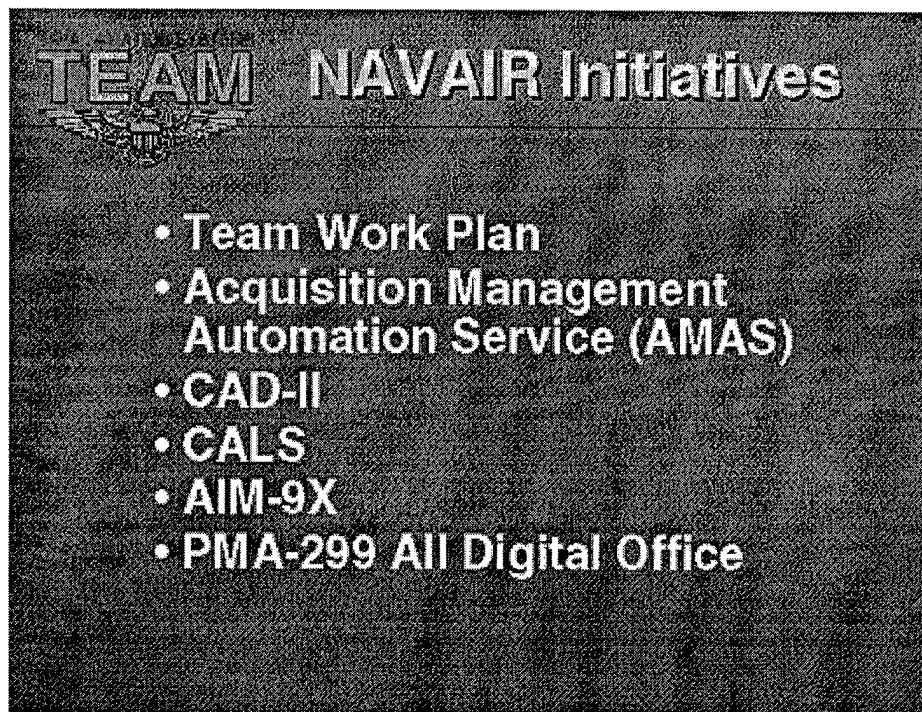 TEAM NAVAIR Initiatives
• Team Work Plan
• Acquisition Management
Automation Service (AMAS)
• CAD-II
• CALS
• AIM-9X
• PMA-299 All Digital Office